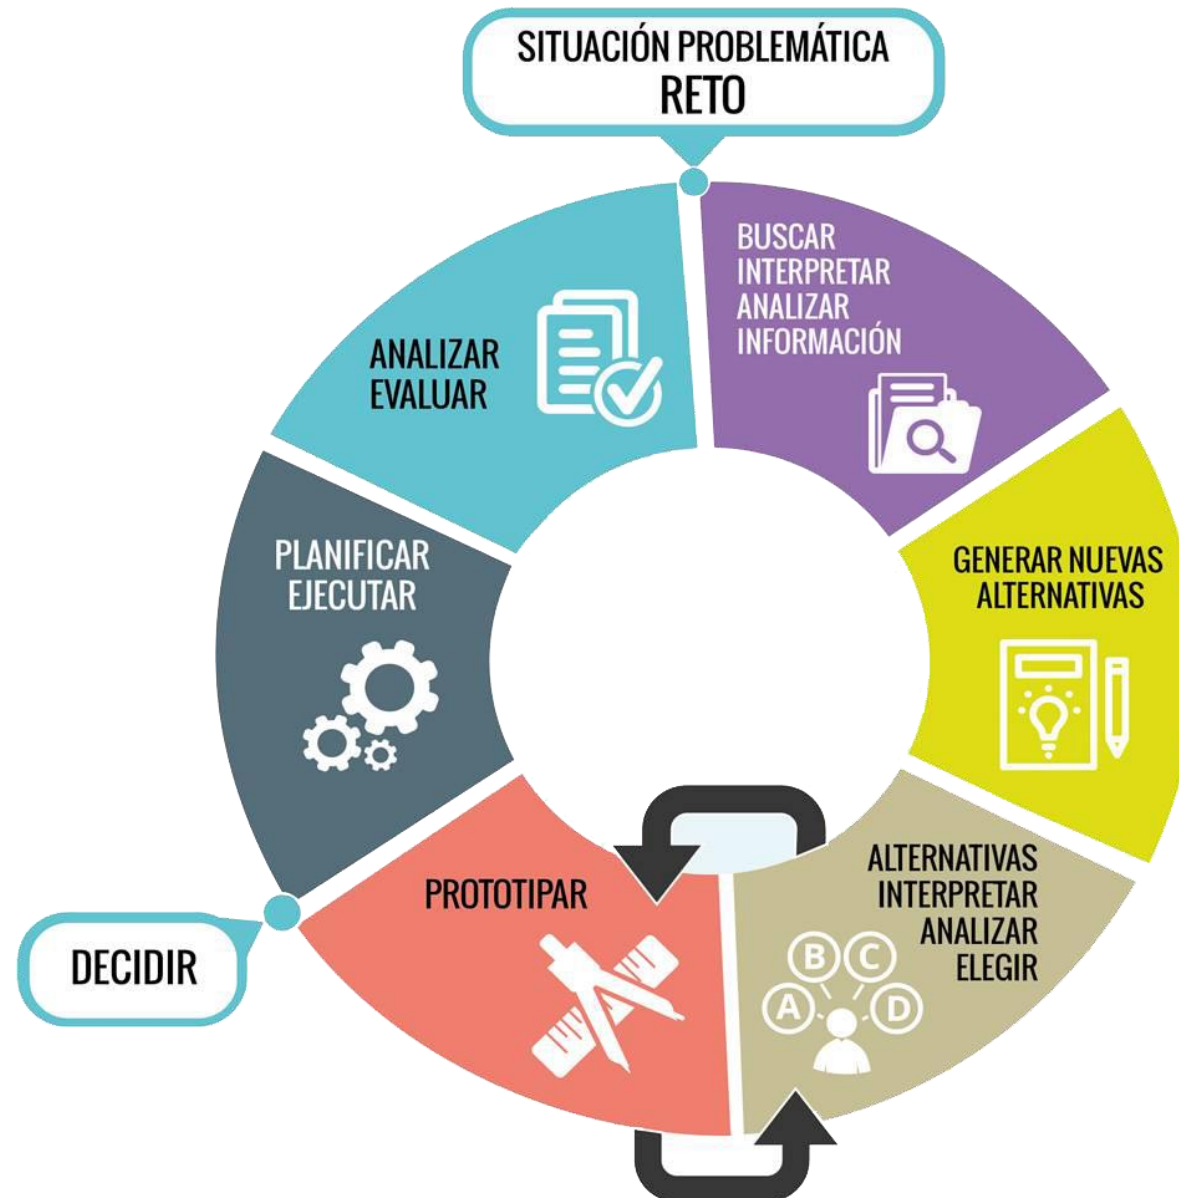 SITUACIÓN PROBLEMÁTICA
RETO
BUSCAR
INTERPRETAR
ANALIZAR
INFORMACIÓN
GENERAR NUEVAS
ALTERNATIVAS
ALTERNATIVAS
INTERPRETAR
ANALIZAR
ELEGIR
B C
A D
PROTOTIPAR
DECIDIR
PLANIFICAR
EJECUTAR
ANALIZAR
EVALUAR